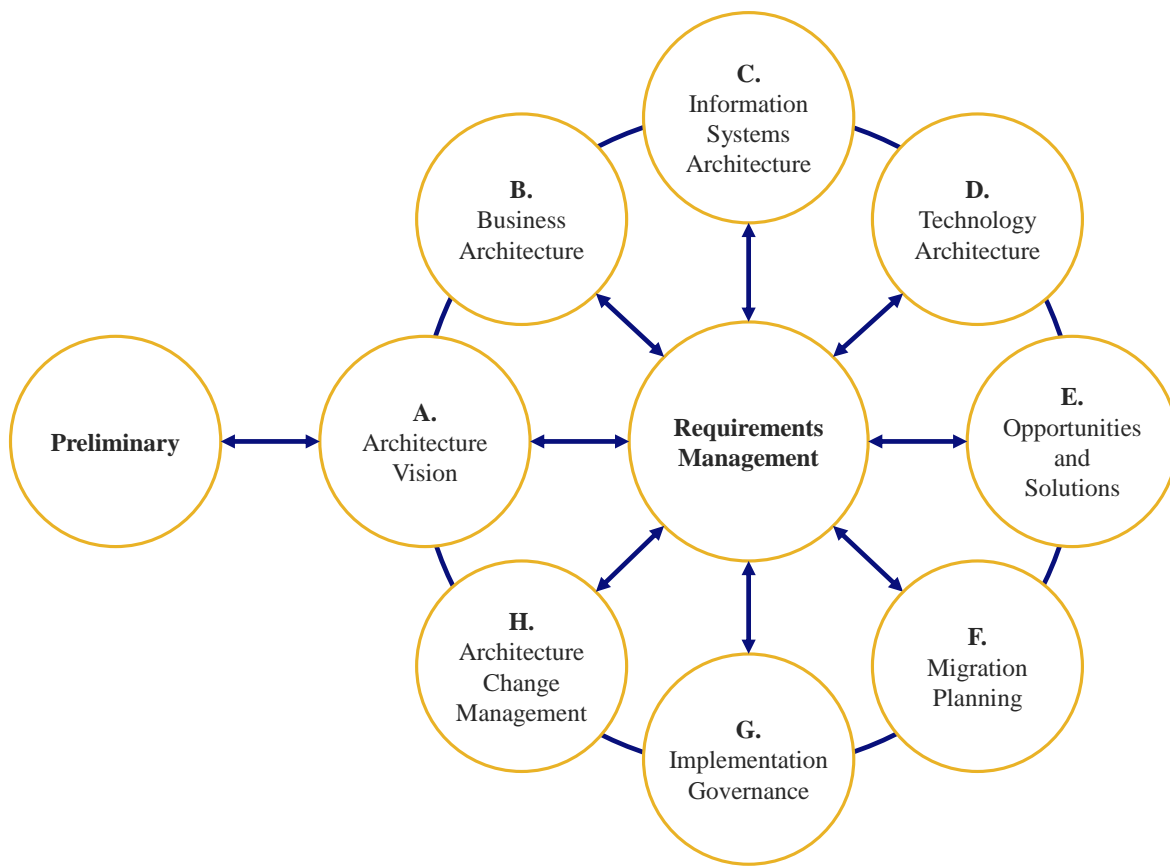 Preliminary
A.
Architecture
Vision
B.
Business
Architecture
C.
Information
Systems
Architecture
D.
Technology
Architecture
E.
Opportunities
and
Solutions
F.
Migration
Planning
G.
Implementation
Governance
H.
Architecture
Change
Management
Requirements
Management